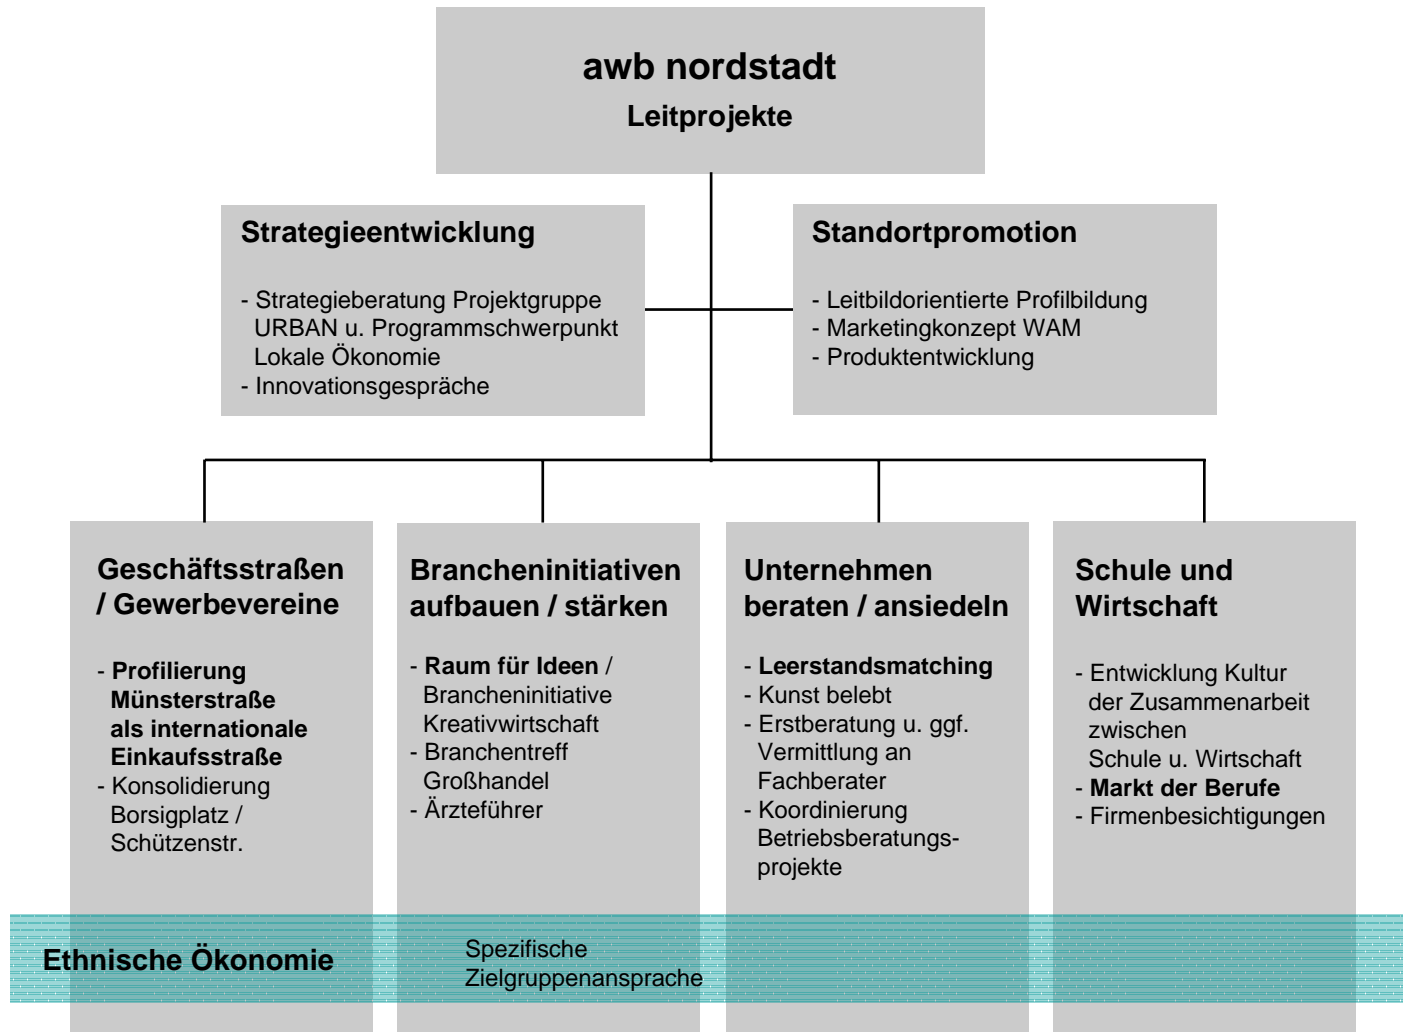 awb nordstadt
Leitprojekte
Strategieentwicklung
- Strategieberatung Projektgruppe
URBAN u. Programmschwerpunkt
Lokale Ökonomie
- Innovationsgespräche
Standortpromotion
- Leitbildorientierte Profilbildung
- Marketingkonzept WAM
- Produktentwicklung
Geschäftsstraßen
/ Gewerbevereine
- Profilierung
Münsterstraße
als internationale
Einkaufsstraße
- Konsolidierung
Borsigplatz /
Schützenstr.
Brancheninitiativen
aufbauen / stärken
- Raum für Ideen /
Brancheninitiative
Kreativwirtschaft
- Branchentreff
Großhandel
- Ärzteführer
Unternehmen
beraten / ansiedeln
- Leerstandsmatching
- Kunst belebt
- Erstberatung u. ggf.
Vermittlung an
Fachberater
- Koordinierung
Betriebsberatungs-
projekte
Schule und
Wirtschaft
- Entwicklung Kultur
der Zusammenarbeit
zwischen
Schule u. Wirtschaft
- Markt der Berufe
- Firmenbesichtigungen
Ethnische Ökonomie
Spezifische
Zielgruppenansprache